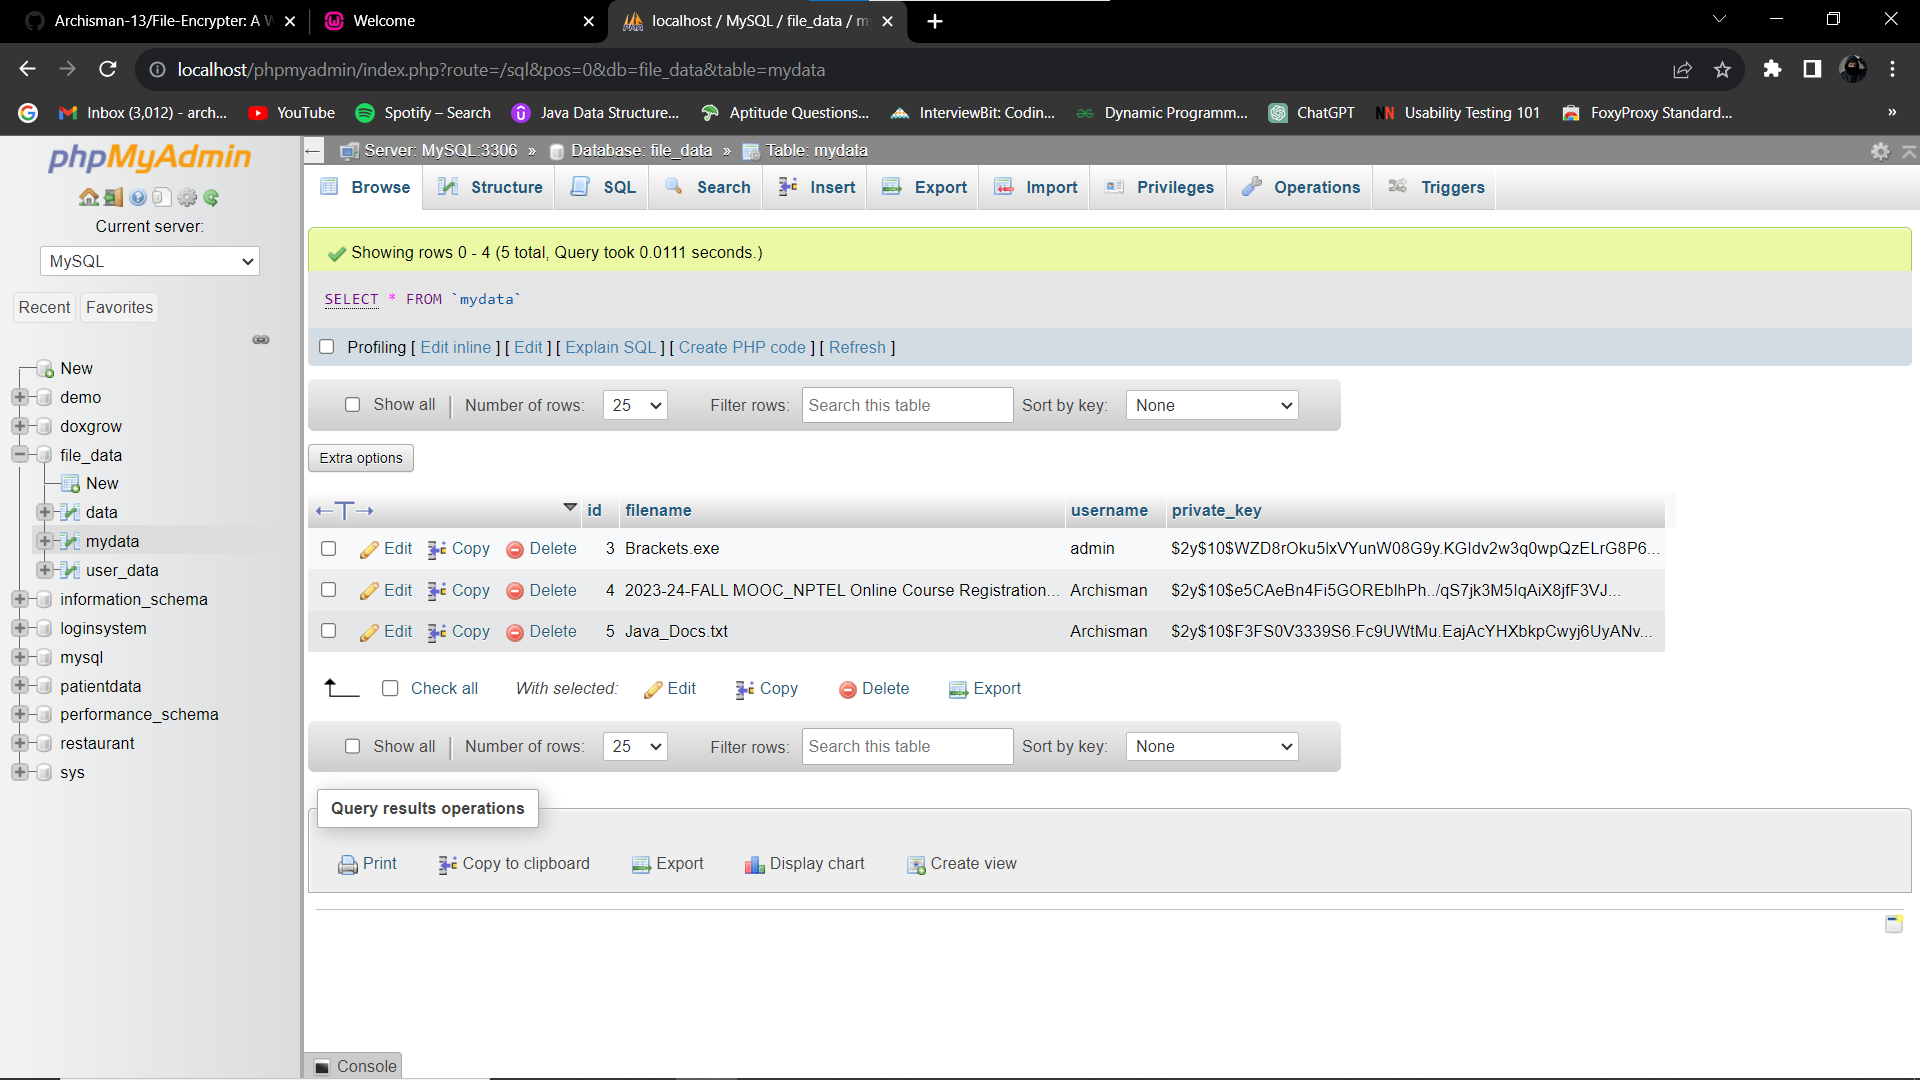 Archisman-13/File-Encrypter: A W
Welcome
localhost / MySQL / file_data / m
localhost/phpmyadmin/index.php?route=/sql&pos=0&db=file_data&table=mydata
Inbox (3,012) - arch...
YouTube
Spotify – Search
Java Data Structure...
Aptitude Questions...
InterviewBit: Codin...
Dynamic Programm...
ChatGPT
Usability Testing 101
FoxyProxy Standard...
»
phpMyAdmin
Current server:
MySQL
Recent Favorites
New
demo
doxgrow
file_data
New
data
mydata
user_data
information_schema
loginsystem
mysql
patientdata
performance_schema
restaurant
sys
Server: MySQL:3306 » Database: file_data » Table: mydata
Browse Structure SQL Search Insert Export Import Privileges Operations Triggers
Showing rows 0 - 4 (5 total, Query took 0.0111 seconds.)
SELECT * FROM `mydata`
Profiling [ Edit inline ] [ Edit ] [ Explain SQL ] [ Create PHP code ] [ Refresh ]
Show all | Number of rows: 25 Filter rows: Search this table Sort by key: None
Extra options
←T→ id filename username private_key
Edit Copy Delete 3 Brackets.exe admin $2y$10$WZD8rOku5lxVYunW08G9y.KGIdv2w3q0wpQzELrG8P6...
Edit Copy Delete 4 2023-24-FALL MOOC_NPTEL Online Course Registration... Archisman $2y$10$e5CAeBn4Fi5GOREblhPh../qS7jk3M5IqAiX8jfF3VJ...
Edit Copy Delete 5 Java_Docs.txt Archisman $2y$10$F3FS0V3339S6.Fc9UWtMu.EajAcYHXbkpCwyj6UyANv...
Check all With selected: Edit Copy Delete Export
Show all | Number of rows: 25 Filter rows: Search this table Sort by key: None
Query results operations
Print Copy to clipboard Export Display chart Create view
Console